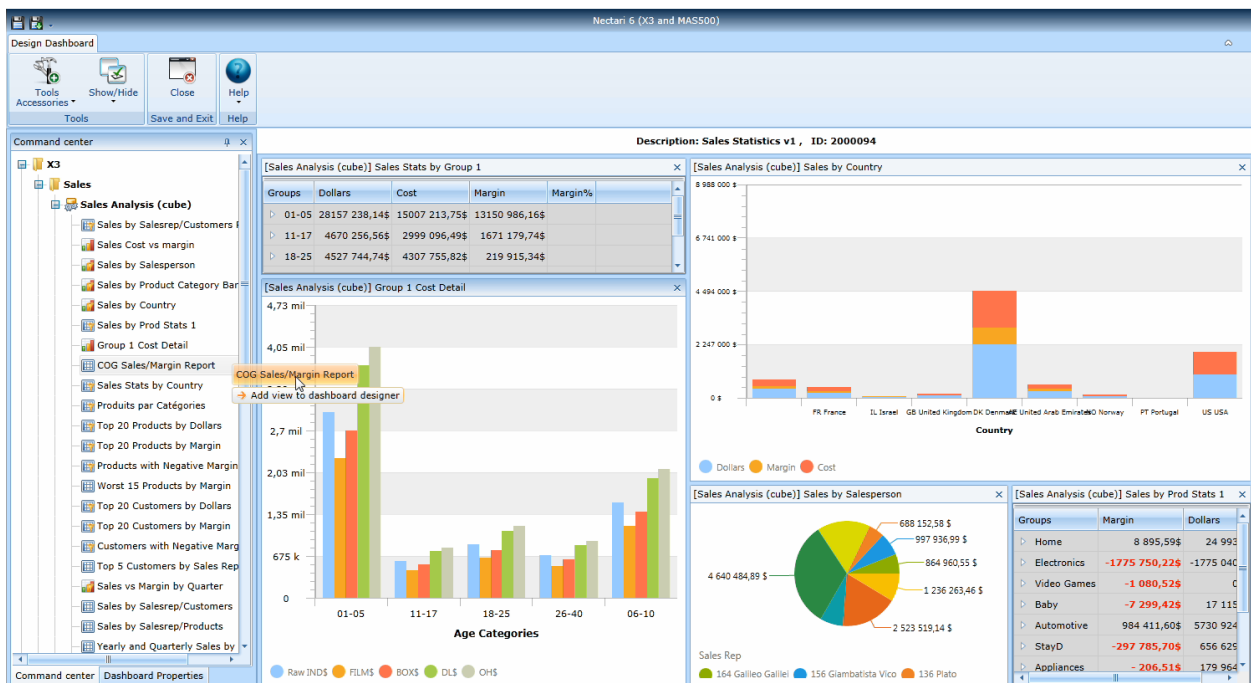 Nectari 6 (X3 and MAS500)
Design Dashboard
Tools Accessories
Show/Hide
Close
Help
Tools
Save and Exit
Help
Command center
X3
Sales
Sales Analysis (cube)
Sales by Salesrep/Customers
Sales Cost vs margin
Sales by Salesperson
Sales by Product Category Bar
Sales by Country
Sales by Prod Stats 1
Group 1 Cost Detail
COG Sales/Margin Report
Sales Stats by Country
Produits par Catégories
Top 20 Products by Dollars
Top 20 Products by Margin
Products with Negative Margin
Worst 15 Products by Margin
Top 20 Customers by Dollars
Top 20 Customers by Margin
Customers with Negative Marg
Top 5 Customers by Sales Rep
Sales vs Margin by Quarter
Sales by Salesrep/Customers
Sales by Salesrep/Products
Yearly and Quarterly Sales by
Command center
Dashboard Properties
COG Sales/Margin Report
Add view to dashboard designer
Description: Sales Statistics v1 , ID: 2000094
[Sales Analysis (cube)] Sales Stats by Group 1
Groups Dollars Cost Margin Margin%
01-05 28157 238,14$ 15007 213,75$ 13150 986,16$
11-17 4670 256,56$ 2999 096,49$ 1671 179,74$
18-25 4527 744,74$ 4307 755,82$ 219 915,34$
[Sales Analysis (cube)] Group 1 Cost Detail
4,73 mil
4,05 mil
2,7 mil
2,03 mil
1,35 mil
675 k
0
01-05 11-17 18-25 26-40 06-10
Age Categories
Raw IND$ FILM$ BOX$ DL$ OH$
[Sales Analysis (cube)] Sales by Country
8 988 000 $
6 741 000 $
4 494 000 $
2 247 000 $
0 $
FR France IL Israel GB United Kingdom DK Denmark United Arab Emirates Norway PT Portugal US USA
Country
Dollars Margin Cost
[Sales Analysis (cube)] Sales by Salesperson
688 152,58 $
997 936,99 $
864 960,55 $
1 236 263,46 $
2 523 519,14 $
4 640 484,89 $
Sales Rep
164 Galileo Galilei 156 Giambatista Vico 136 Plato
[Sales Analysis (cube)] Sales by Prod Stats 1
Groups Margin Dollars
Home 8 895,59$ 24 993
Electronics -1775 750,22$ -1775 040
Video Games -1 080,52$ 0
Baby -7 299,42$ 17 115
Automotive 984 411,60$ 5730 924
StayD -297 785,70$ 656 629
Appliances - 206,51$ 179 964